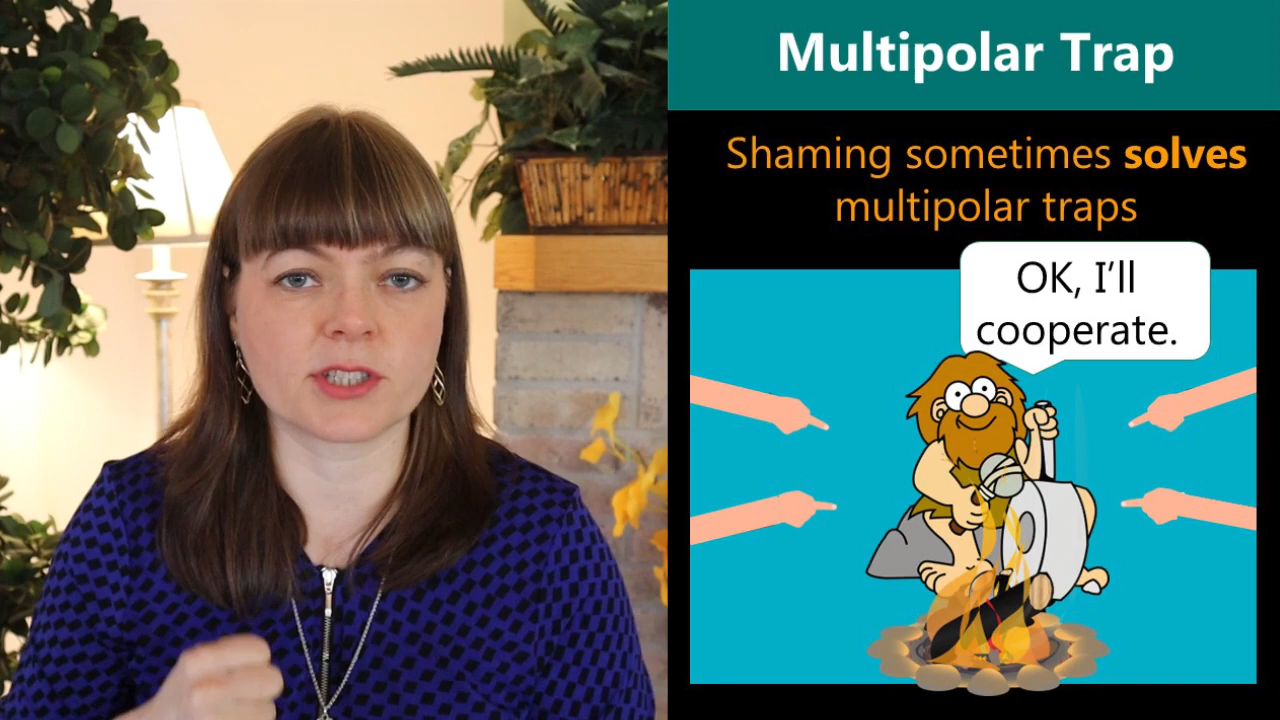 Multipolar Trap
Shaming sometimes solves
multipolar traps
OK, I’ll
cooperate.